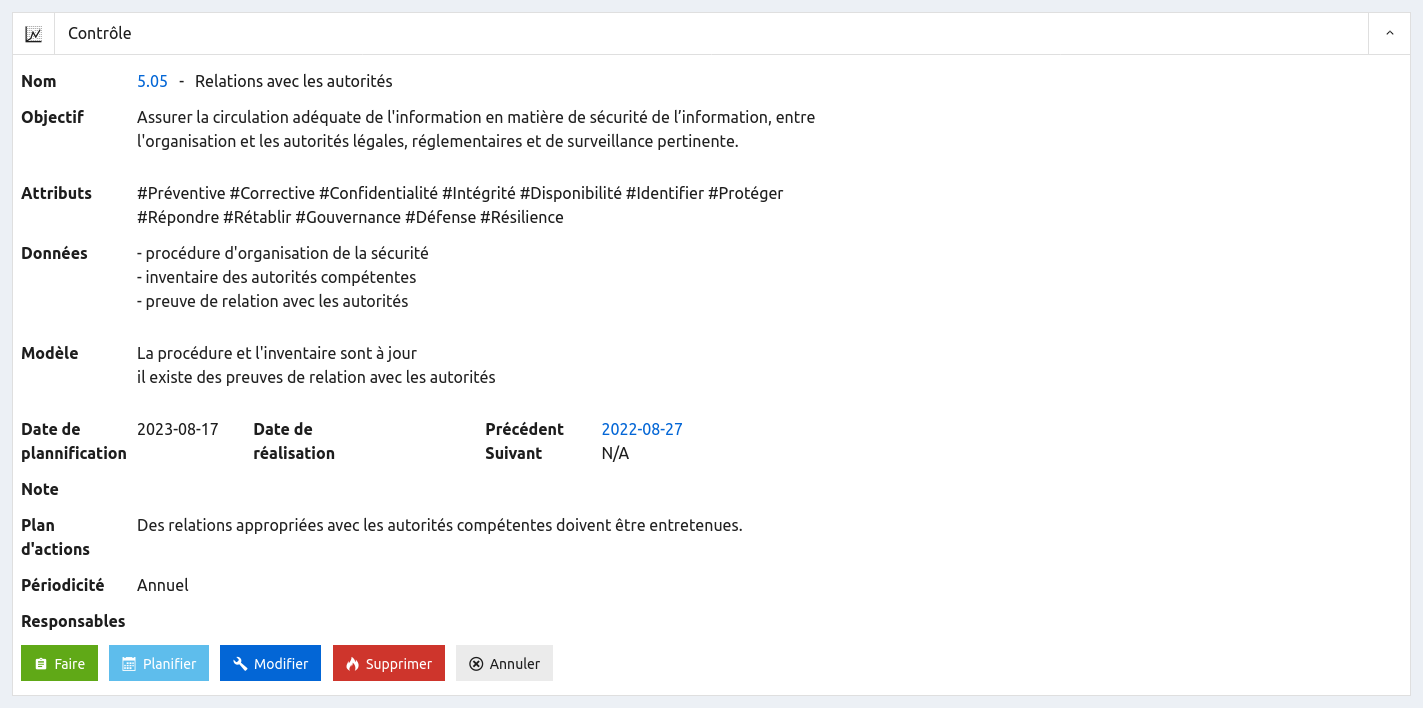 Contrôle
Nom 5.05 - Relations avec les autorités
Objectif Assurer la circulation adéquate de l'information en matière de sécurité de l’information, entre
l'organisation et les autorités légales, réglementaires et de surveillance pertinente.
Attributs #Préventive #Corrective #Confidentialité #Intégrité #Disponibilité #Identifier #Protéger
#Répondre #Rétablir #Gouvernance #Défense #Résilience
Données - procédure d'organisation de la sécurité
- inventaire des autorités compétentes
- preuve de relation avec les autorités
Modèle La procédure et l'inventaire sont à jour
il existe des preuves de relation avec les autorités
Date de 2023-08-17 Date de Précédent 2022-08-27
plannification réalisation Suivant N/A
Note
Plan Des relations appropriées avec les autorités compétentes doivent être entretenues.
d'actions
Périodicité Annuel
Responsables
Faire Planifier Modifier Supprimer Annuler